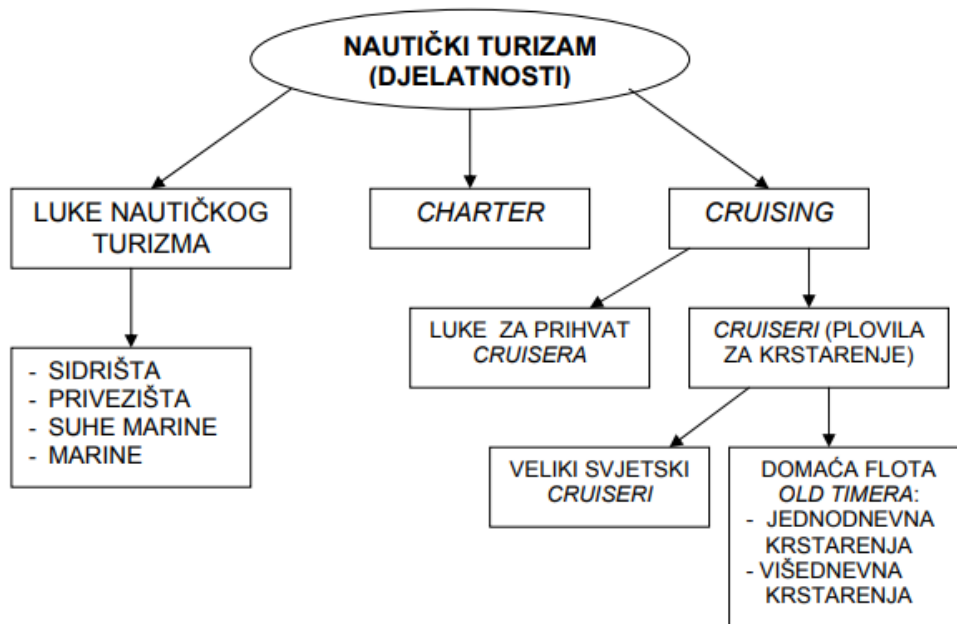 NAUTIČKI TURIZAM
(DJELATNOSTI)
LUKE NAUTIČKOG
TURIZMA
CHARTER
CRUISING
- SIDRIŠTA
- PRIVEZIŠTA
- SUHE MARINE
- MARINE
LUKE ZA PRIHVAT
CRUISERA
CRUISERI (PLOVILA
ZA KRSTARENJE)
VELIKI SVJETSKI
CRUISERI
DOMAĆA FLOTA
OLD TIMERA:
- JEDNODNEVNA
KRSTARENJA
- VIŠEDNEVNA
KRSTARENJA